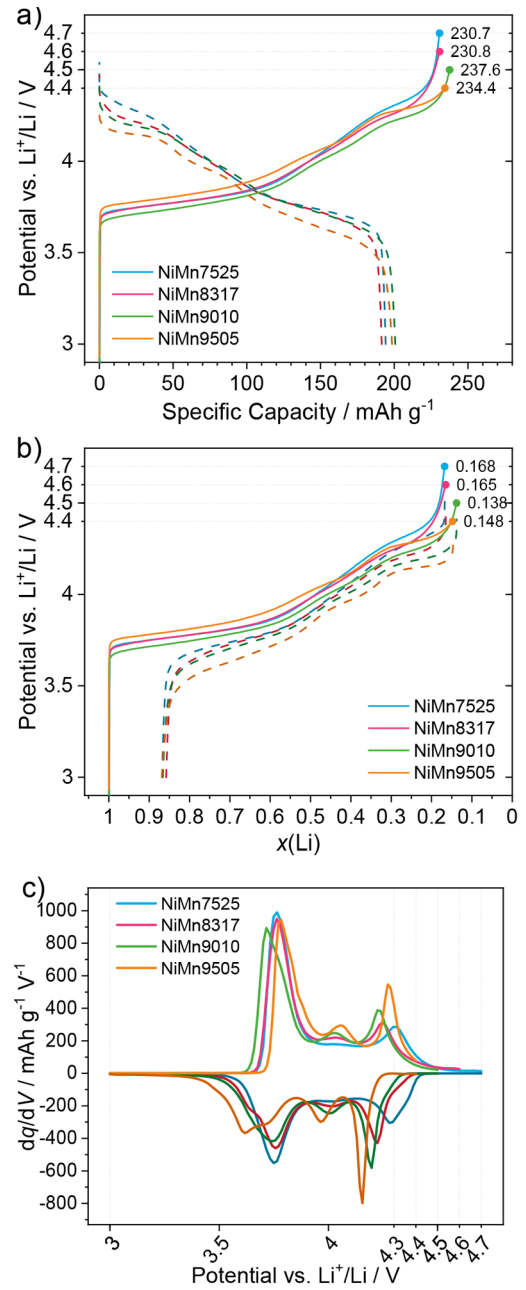 a)
4.7
4.6
4.5
4.4
4
3.5
3
230.7
230.8
237.6
234.4
NiMn7525
NiMn8317
NiMn9010
NiMn9505
Potential vs. Li⁺/Li / V
0 50 100 150 200 250
Specific Capacity / mAh g⁻¹
b)
4.7
4.6
4.5
4.4
4
3.5
3
0.168
0.165
0.138
0.148
NiMn7525
NiMn8317
NiMn9010
NiMn9505
Potential vs. Li⁺/Li / V
1 0.9 0.8 0.7 0.6 0.5 0.4 0.3 0.2 0.1 0
x(Li)
c)
NiMn7525
NiMn8317
NiMn9010
NiMn9505
1000
800
600
400
200
0
-200
-400
-600
-800
dq/dV / mAh g⁻¹ V⁻¹
3 3.5 4 4.3 4.4 4.5 4.6 4.7
Potential vs. Li⁺/Li / V